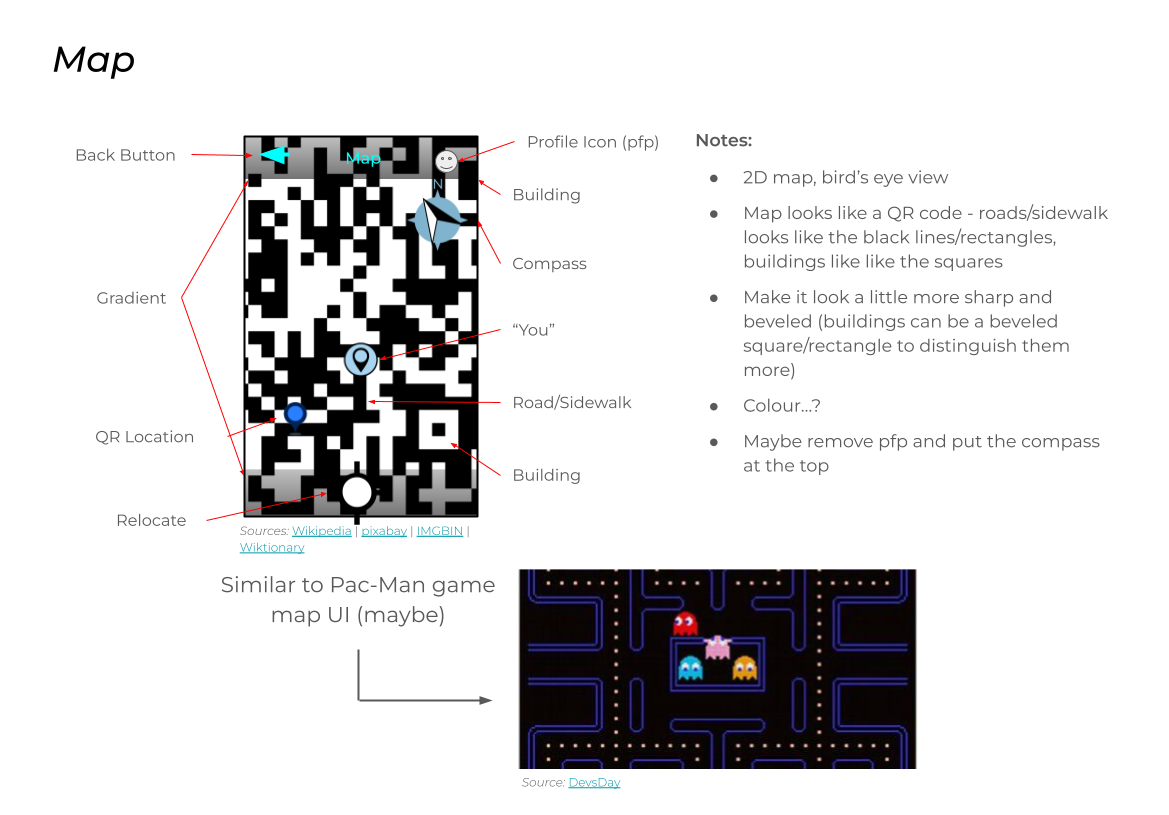 Map
Back Button
Gradient
QR Location
Relocate
Map
N
Profile Icon (pfp)
Building
Compass
“You”
Road/Sidewalk
Building
Sources: Wikipedia | pixabay | IMGBIN |
Wiktionary
Notes:
● 2D map, bird’s eye view
● Map looks like a QR code - roads/sidewalk
looks like the black lines/rectangles,
buildings like like the squares
● Make it look a little more sharp and
beveled (buildings can be a beveled
square/rectangle to distinguish them
more)
● Colour...?
● Maybe remove pfp and put the compass
at the top
Similar to Pac-Man game
map UI (maybe)
Source: DevsDay